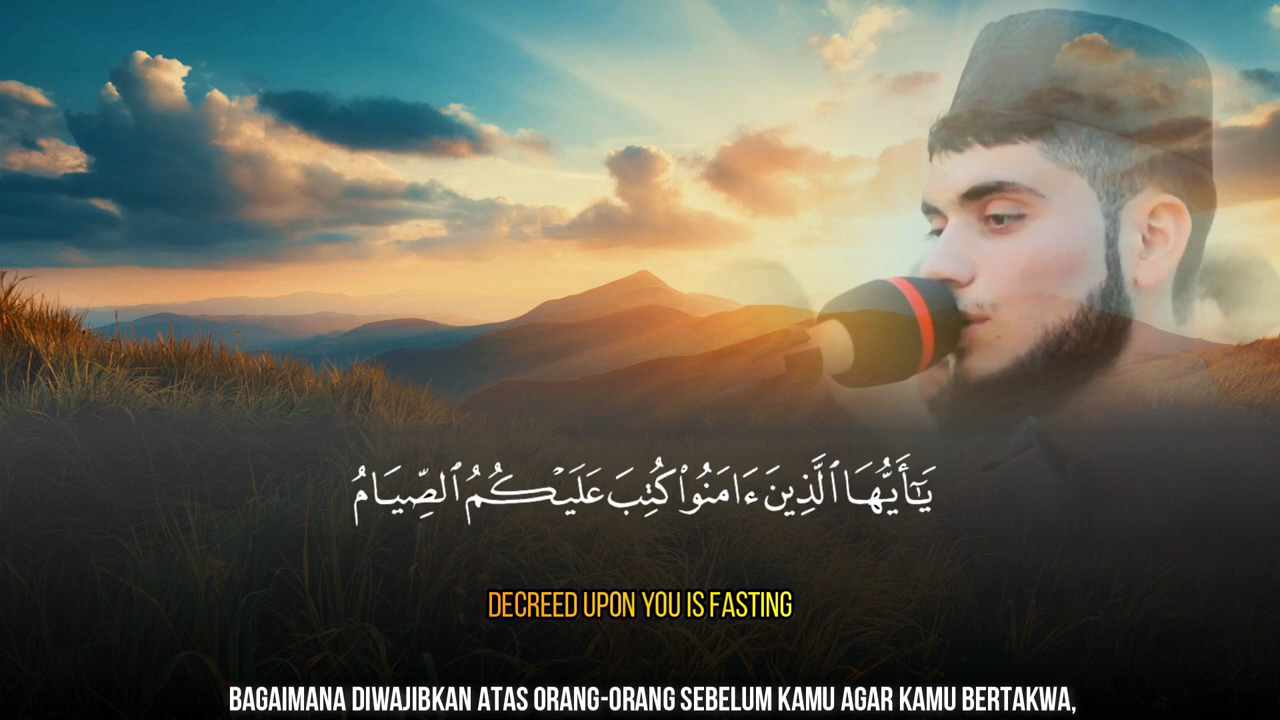 يَٰٓأَيُّهَا ٱلَّذِينَ ءَامَنُوا۟ كُتِبَ عَلَيْكُمُ ٱلصِّيَامُ
DECREED UPON YOU IS FASTING
BAGAIMANA DIWAJIBKAN ATAS ORANG-ORANG SEBELUM KAMU AGAR KAMU BERTAKWA,